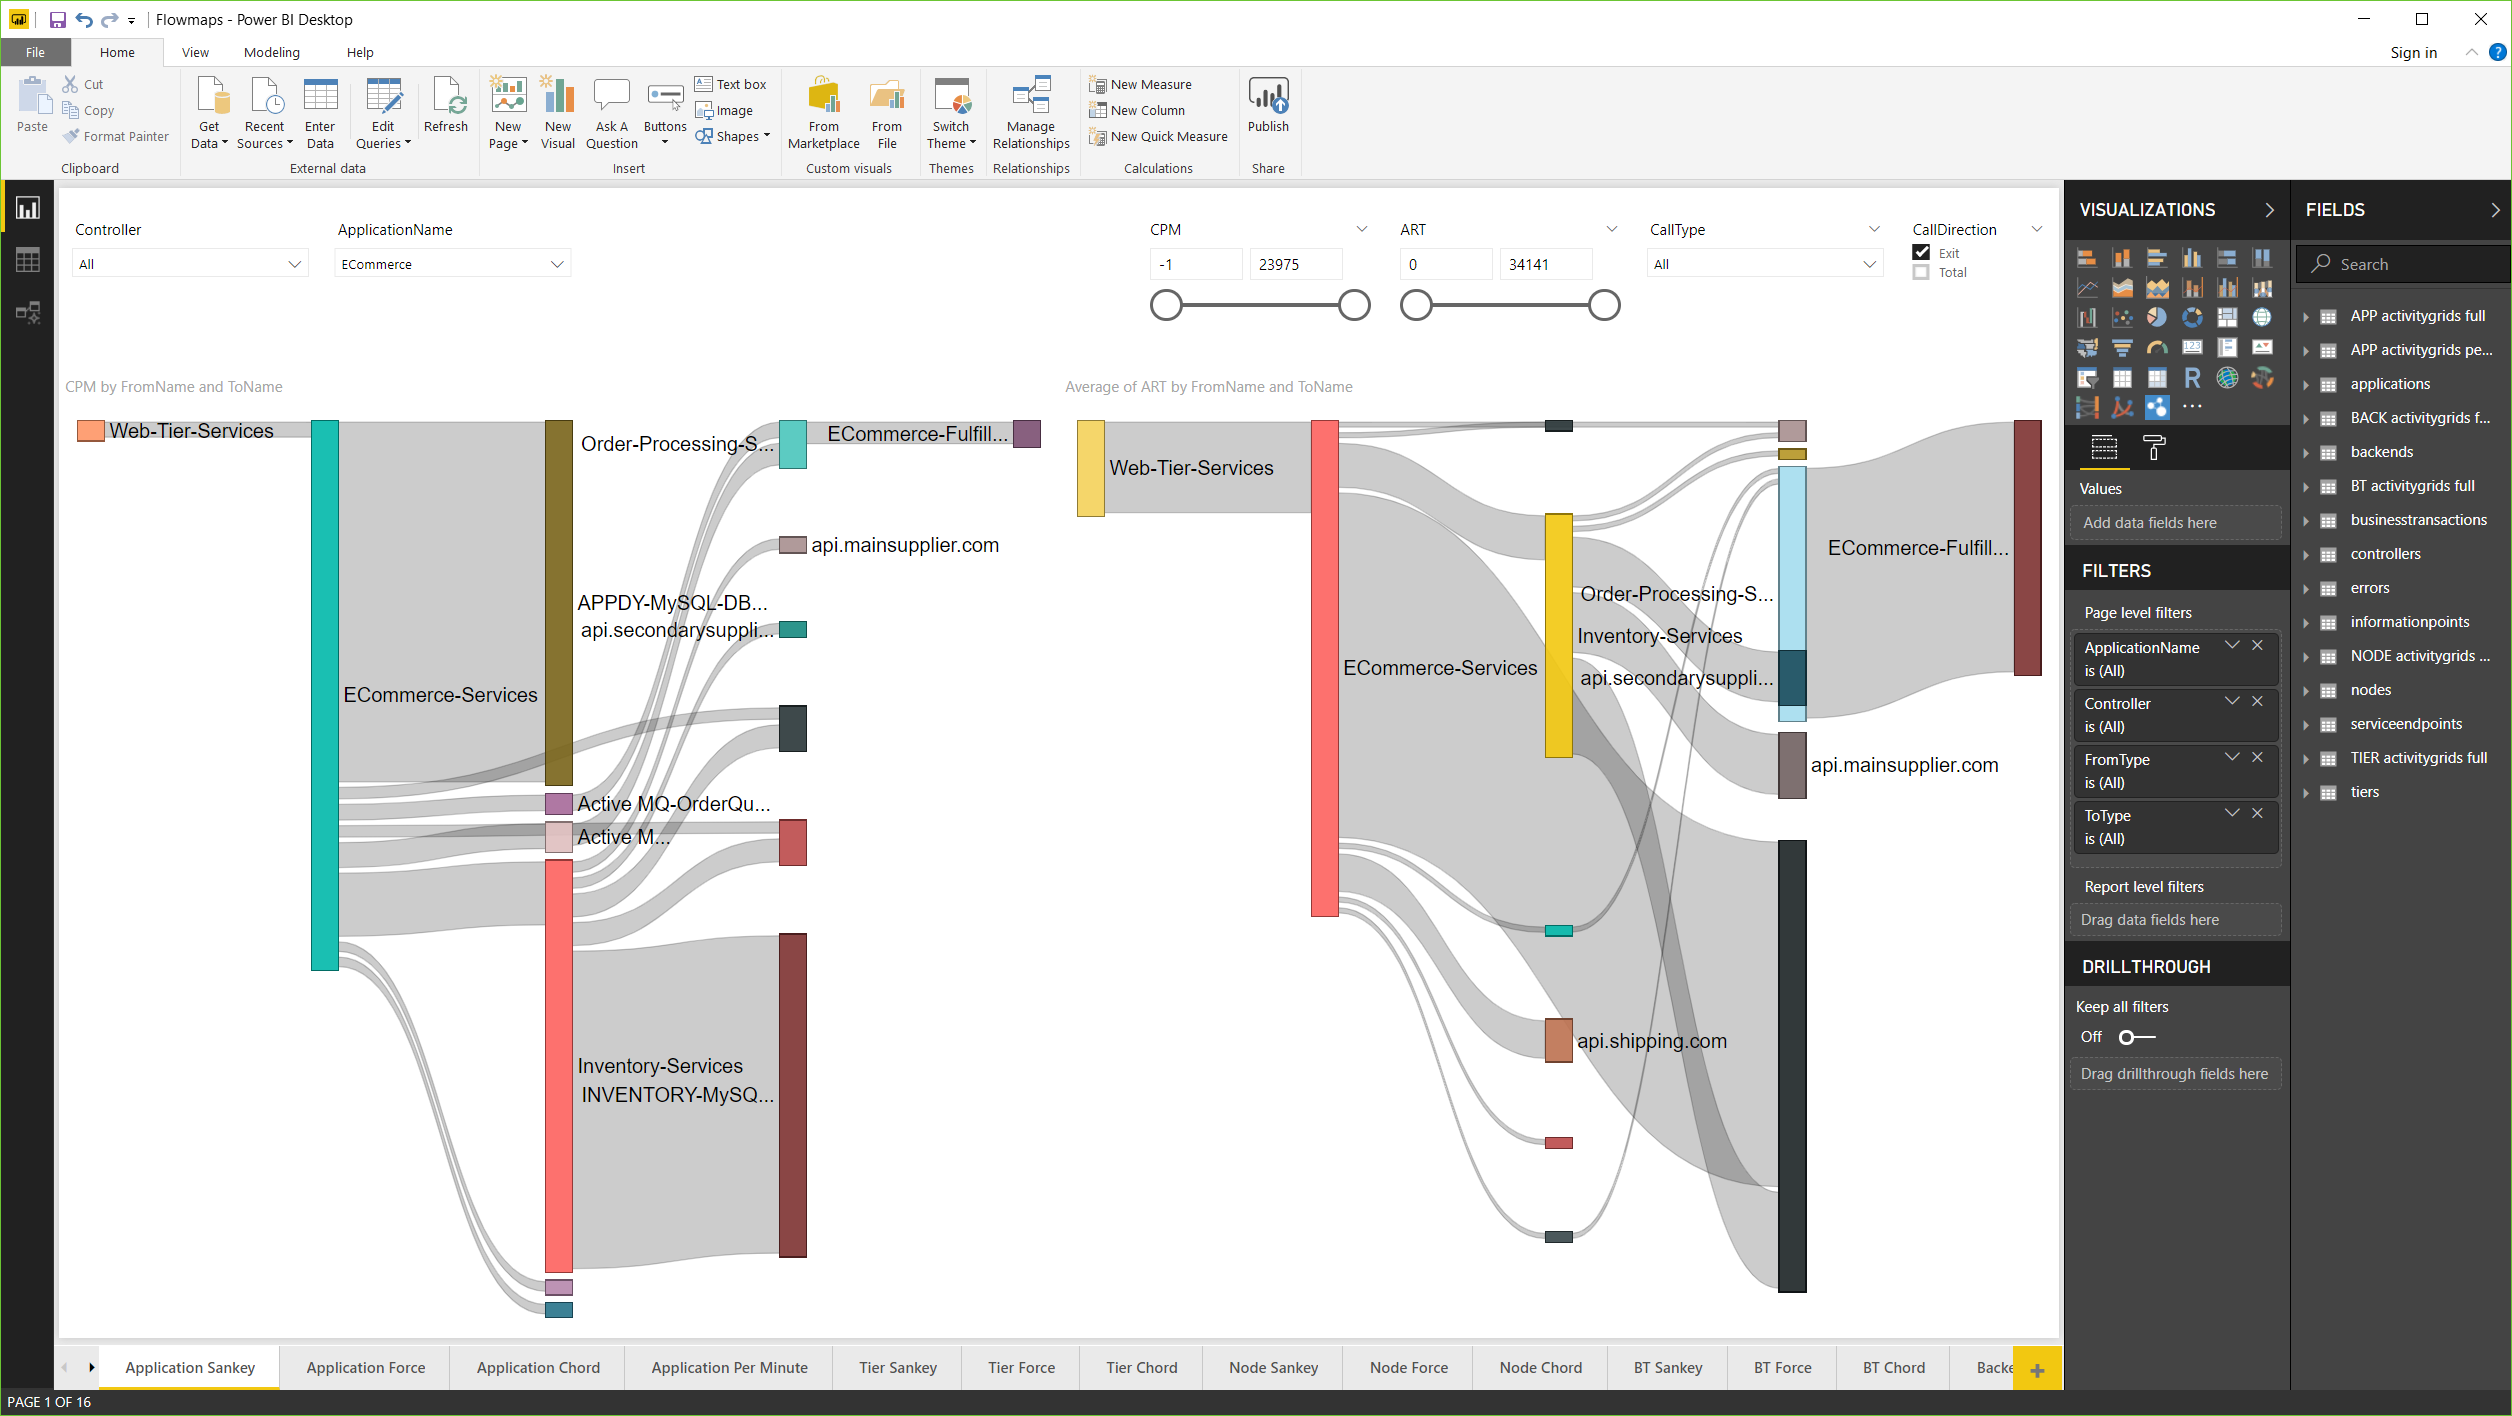 Flowmaps - Power BI Desktop
File
Home
View
Modeling
Help
Sign in
?
Paste
Cut
Copy
Format Painter
Clipboard
Get Data
Recent Sources
Enter Data
External data
Edit Queries
Refresh
New Page
New Visual
Ask A Question
Buttons
Text box
Image
Shapes
Insert
From Marketplace
From File
Custom visuals
Switch Theme
Themes
Manage Relationships
Relationships
New Measure
New Column
New Quick Measure
Calculations
Publish
Share
Controller
All
ApplicationName
ECommerce
CPM
-1
23975
ART
0
34141
CallType
All
CallDirection
Exit
Total
CPM by FromName and ToName
Web-Tier-Services
Order-Processing-S...
ECommerce-Fulfill...
api.mainsupplier.com
APPDY-MySQL-DB...
api.secondarysuppli...
ECommerce-Services
Active MQ-OrderQu...
Active M...
Inventory-Services
INVENTORY-MySQ...
Average of ART by FromName and ToName
Web-Tier-Services
ECommerce-Fulfill...
Order-Processing-S...
Inventory-Services
ECommerce-Services
api.secondarysuppli...
api.mainsupplier.com
api.shipping.com
VISUALIZATIONS
123
R
Values
Add data fields here
FILTERS
Page level filters
ApplicationName
is (All)
Controller
is (All)
FromType
is (All)
ToType
is (All)
Report level filters
Drag data fields here
DRILLTHROUGH
Keep all filters
Off
Drag drillthrough fields here
FIELDS
Search
APP activitygrids full
APP activitygrids pe...
applications
BACK activitygrids f...
backends
BT activitygrids full
businesstransactions
controllers
errors
informationpoints
NODE activitygrids ...
nodes
serviceendpoints
TIER activitygrids full
tiers
Application Sankey
Application Force
Application Chord
Application Per Minute
Tier Sankey
Tier Force
Tier Chord
Node Sankey
Node Force
Node Chord
BT Sankey
BT Force
BT Chord
Backe
PAGE 1 OF 16